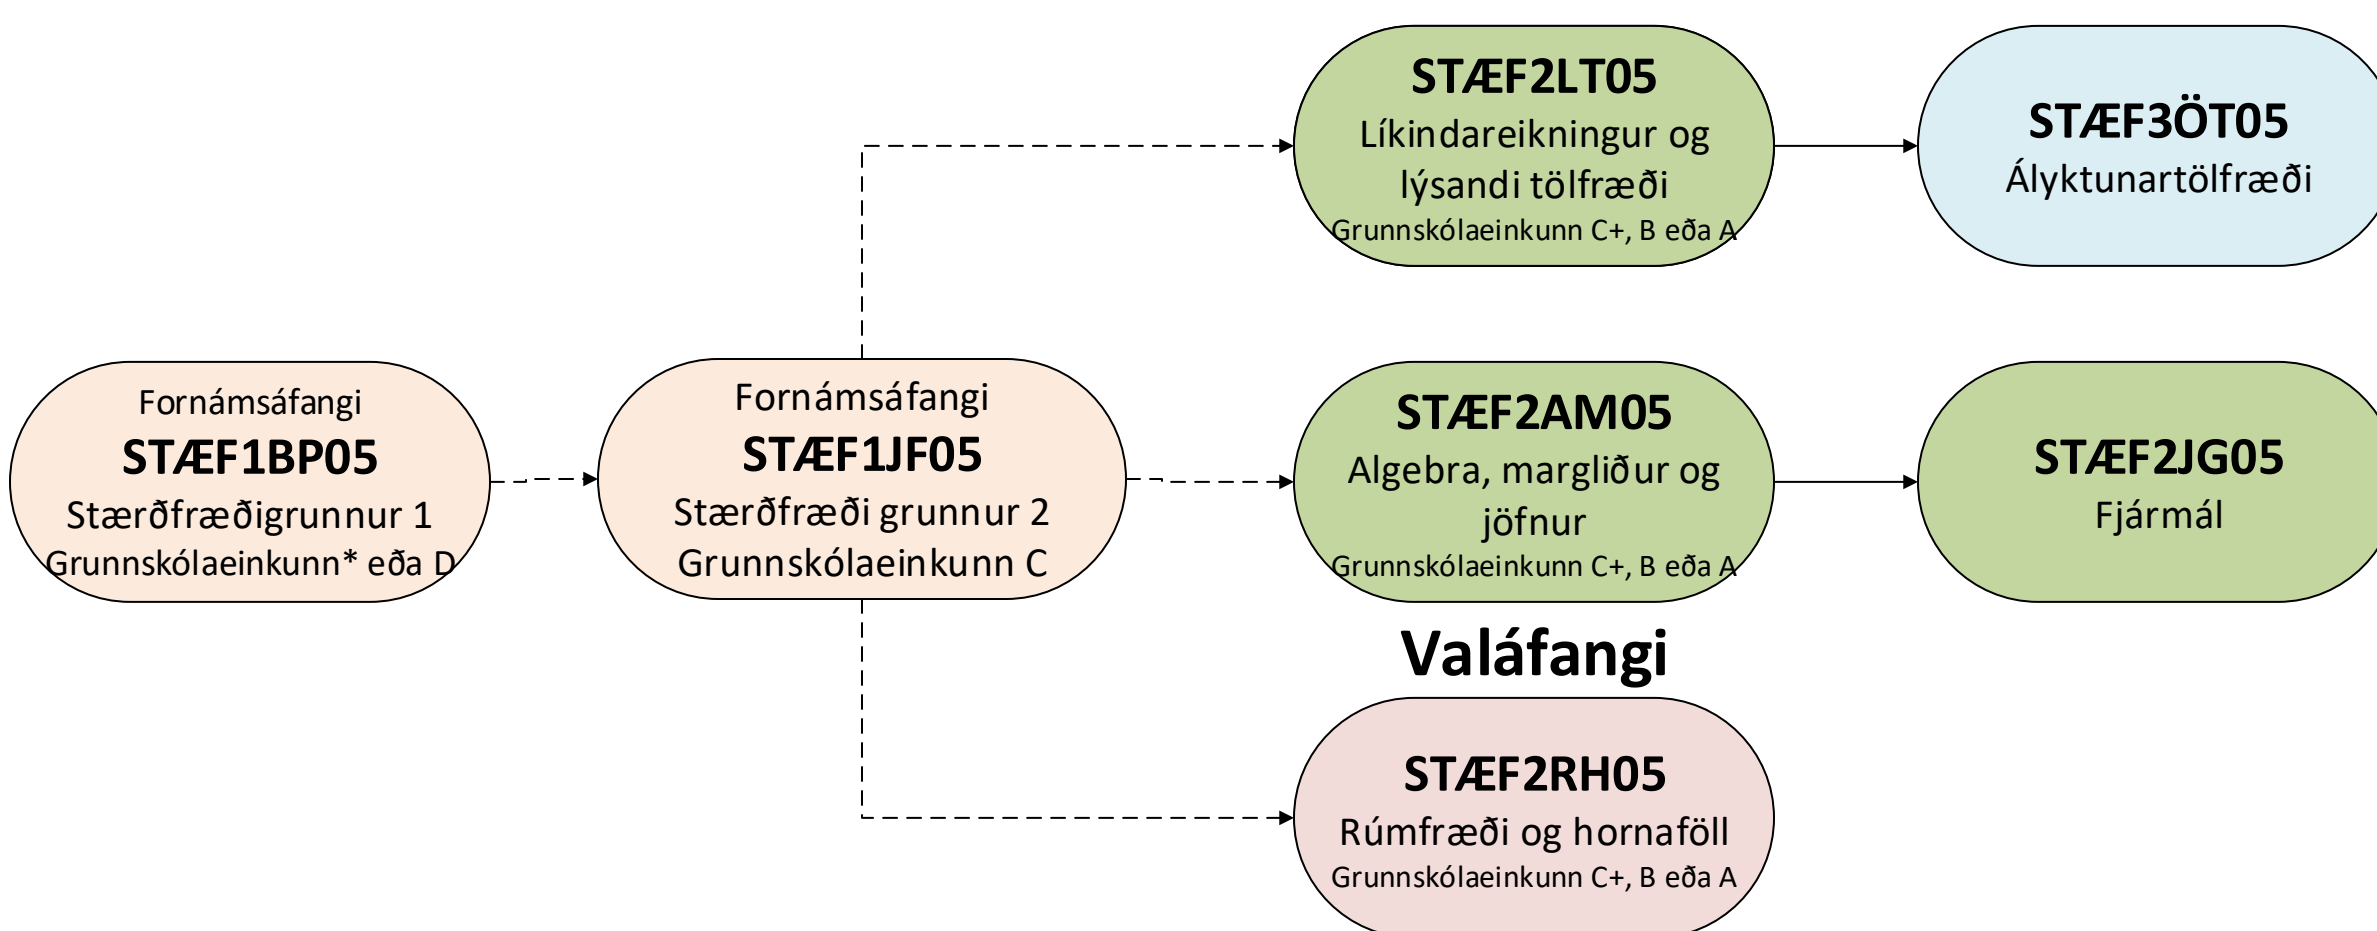 STÆF2LT05
Líkindareikningur og
lýsandi tölfræði
Grunnskólaeinkunn C+, B eða A
STÆF3ÖT05
Ályktunartölfræði
Fornámsáfangi
STÆF1BP05
Stærðfræðigrunnur 1
Grunnskólaeinkunn* eða D
Fornámsáfangi
STÆF1JF05
Stærðfræði grunnur 2
Grunnskólaeinkunn C
STÆF2AM05
Algebra, margliður og
jöfnur
Grunnskólaeinkunn C+, B eða A
STÆF2JG05
Fjármál
Valáfangi
STÆF2RH05
Rúmfræði og hornaföll
Grunnskólaeinkunn C+, B eða A